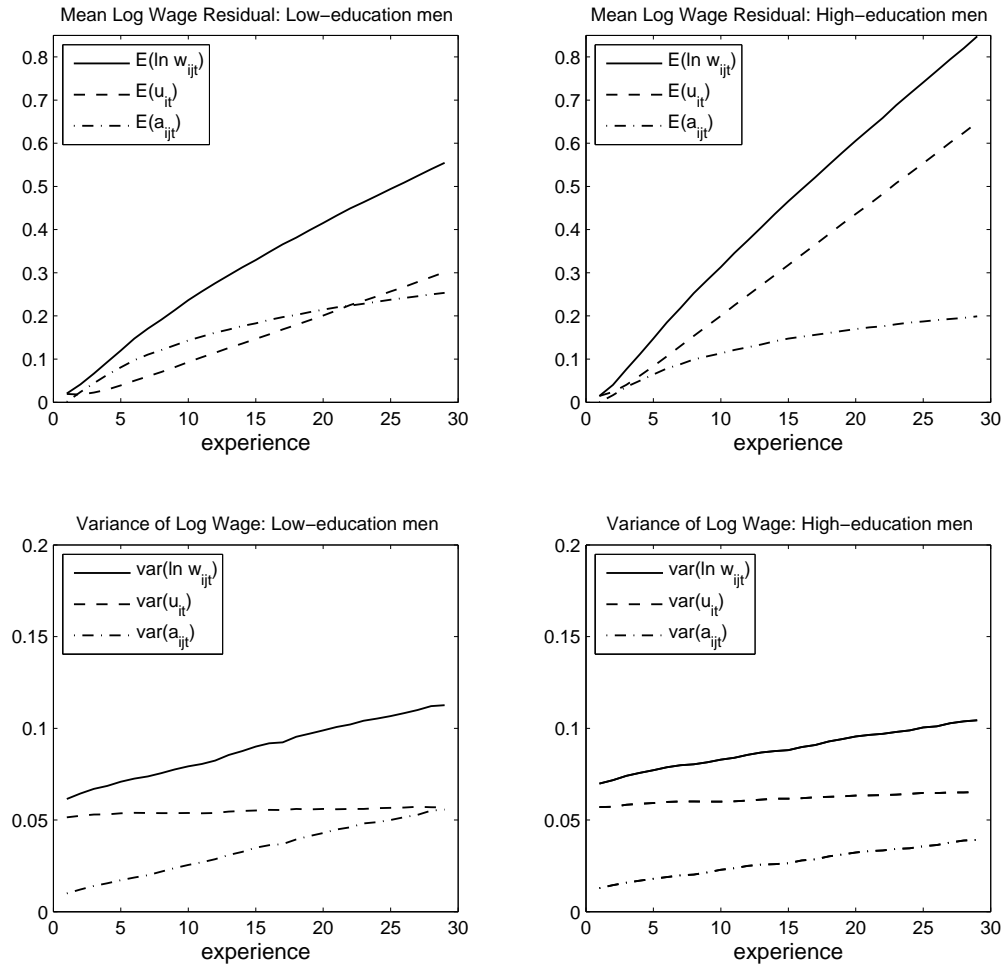 Mean Log Wage Residual: Low−education men
E(ln w_ijt)
E(u_it)
E(a_ijt)
0.8
0.7
0.6
0.5
0.4
0.3
0.2
0.1
0
0 5 10 15 20 25 30
experience
Mean Log Wage Residual: High−education men
E(ln w_ijt)
E(u_it)
E(a_ijt)
0.8
0.7
0.6
0.5
0.4
0.3
0.2
0.1
0
0 5 10 15 20 25 30
experience
Variance of Log Wage: Low−education men
var(ln w_ijt)
var(u_it)
var(a_ijt)
0.2
0.15
0.1
0.05
0
0 5 10 15 20 25 30
experience
Variance of Log Wage: High−education men
var(ln w_ijt)
var(u_it)
var(a_ijt)
0.2
0.15
0.1
0.05
0
0 5 10 15 20 25 30
experience